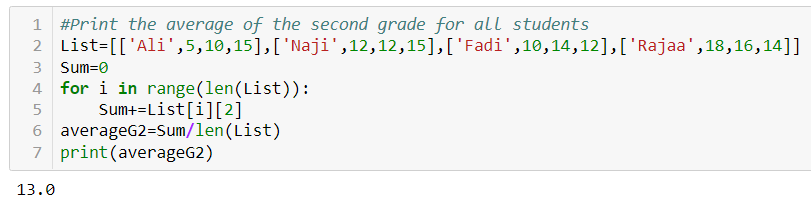 1 #Print the average of the second grade for all students
2 List=[['Ali',5,10,15],['Naji',12,12,15],['Fadi',10,14,12],['Rajaa',18,16,14]]
3 Sum=0
4 for i in range(len(List)):
5     Sum+=List[i][2]
6 averageG2=Sum/len(List)
7 print(averageG2)
13.0